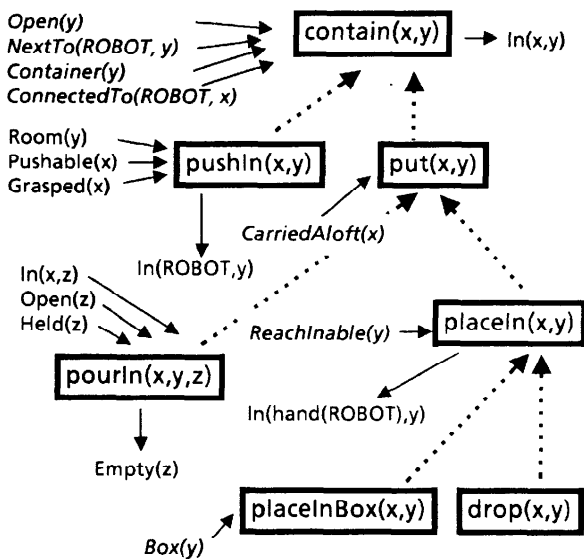 Open(y)
NextTo(ROBOT, y)
Container(y)
ConnectedTo(ROBOT, x)
contain(x,y)
In(x,y)
Room(y)
Pushable(x)
Grasped(x)
pushIn(x,y)
put(x,y)
CarriedAloft(x)
In(ROBOT,y)
In(x,z)
Open(z)
Held(z)
ReachInable(y)
placeIn(x,y)
pourIn(x,y,z)
In(hand(ROBOT),y)
Empty(z)
placeInBox(x,y)
drop(x,y)
Box(y)